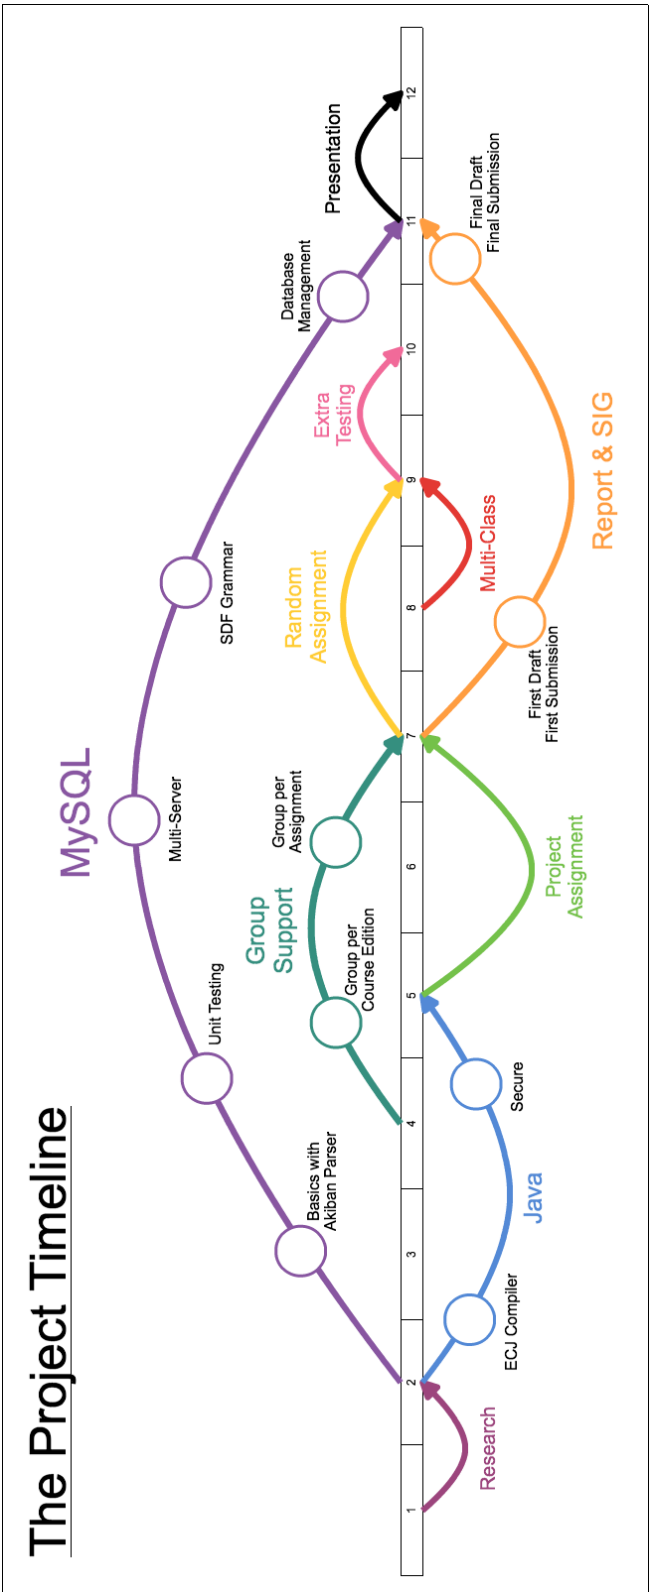 The Project Timeline
MySQL
Basics with
Akiban Parser
Unit Testing
Multi-Server
SDF Grammar
Database
Management
Group
Support
Group per
Course Edition
Group per
Assignment
Random
Assignment
Extra
Testing
Presentation
1
2
3
4
5
6
7
8
9
10
11
12
Research
Java
ECJ Compiler
Secure
Project
Assignment
Multi-Class
Report & SIG
First Draft
First Submission
Final Draft
Final Submission